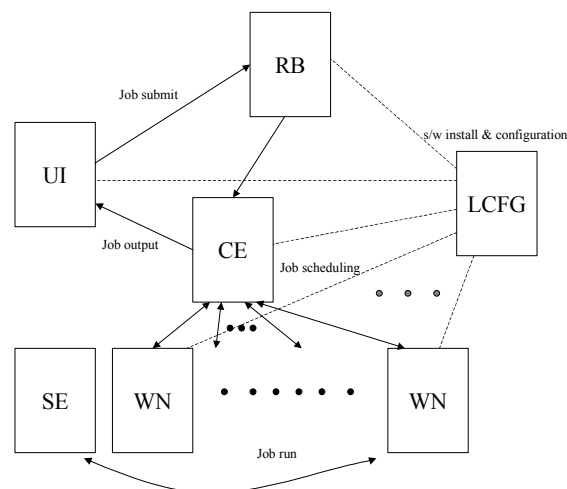 RB
Job submit
s/w install & configuration
UI
LCFG
Job output
CE
Job scheduling
SE
WN
WN
Job run